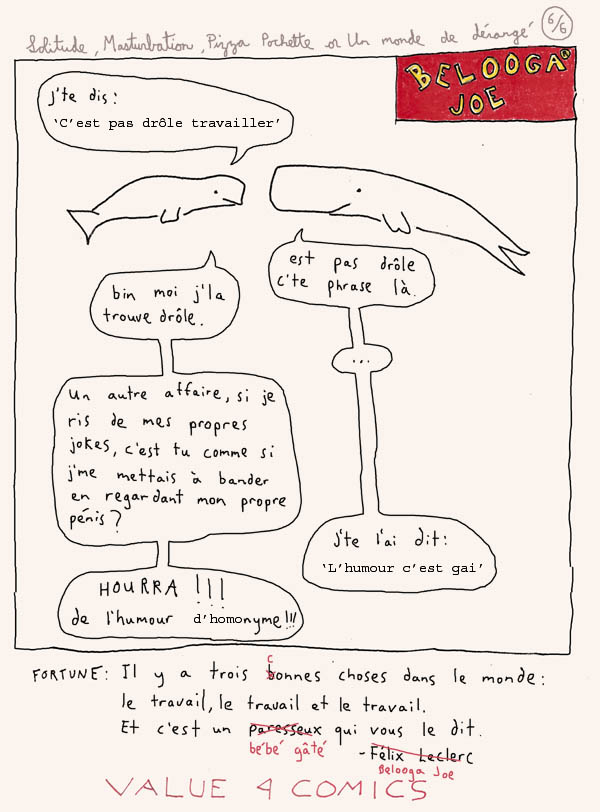 Solitude, Masturbation, Pizza Pochette or Un monde de dérangé
6/6
BELOOGA®
JOE
j'te dis:
'C'est pas drôle travailler'
est pas drôle
c'te phrase là.
bin moi j'la
trouve drôle.
...
Un autre affaire, si je
ris de mes propres
jokes, c'est tu comme si
j'me mettais à bander
en regardant mon propre
pénis?
j'te l'ai dit:
'L'humour c'est gai'
HOURRA !!!
de l'humour d'homonyme!!!
FORTUNE: Il y a trois bonnes choses dans le monde:
c
le travail, le travail et le travail.
Et c'est un paresseux qui vous le dit.
bébé gâté
-Félix Leclerc
Belooga Joe
VALUE 4 COMICS